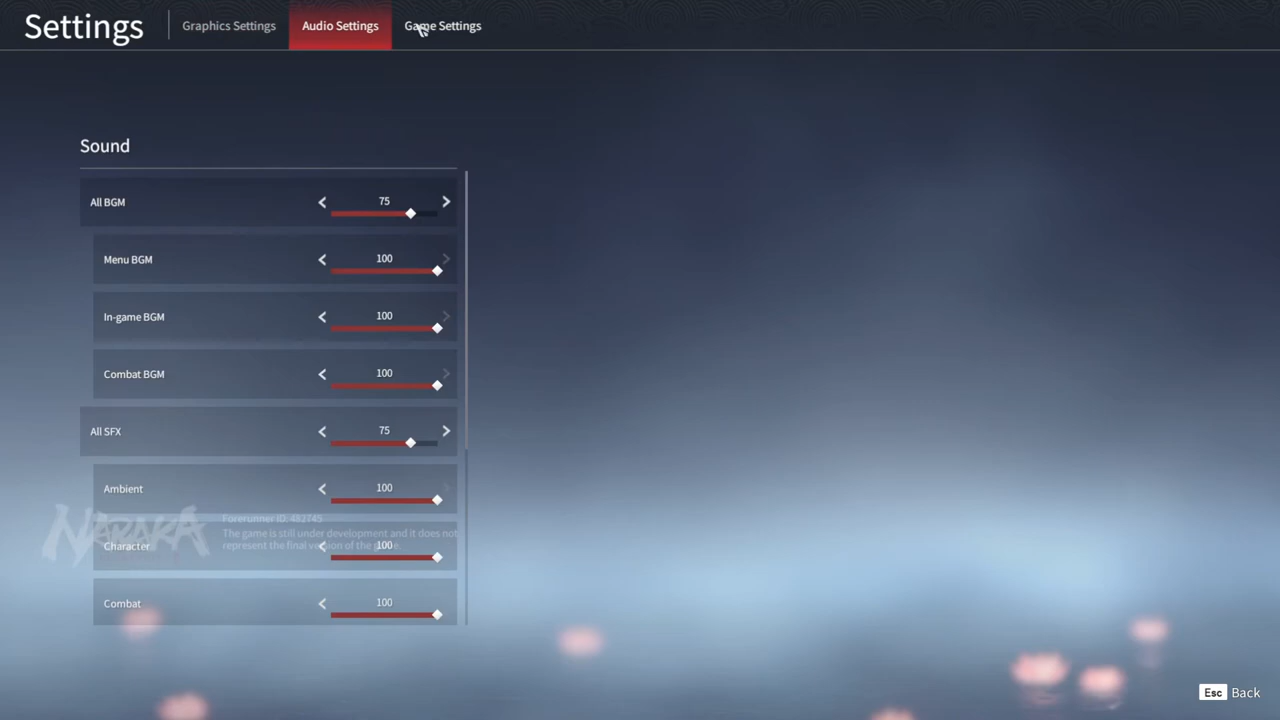 Settings
Graphics Settings
Audio Settings
Game Settings
Sound
All BGM
75
Menu BGM
100
In-game BGM
100
Combat BGM
100
All SFX
75
Ambient
100
NARAKA
Forerunner ID: 482745
The game is still under development and it does not
represent the final version of the game.
Character
100
Combat
100
Esc Back